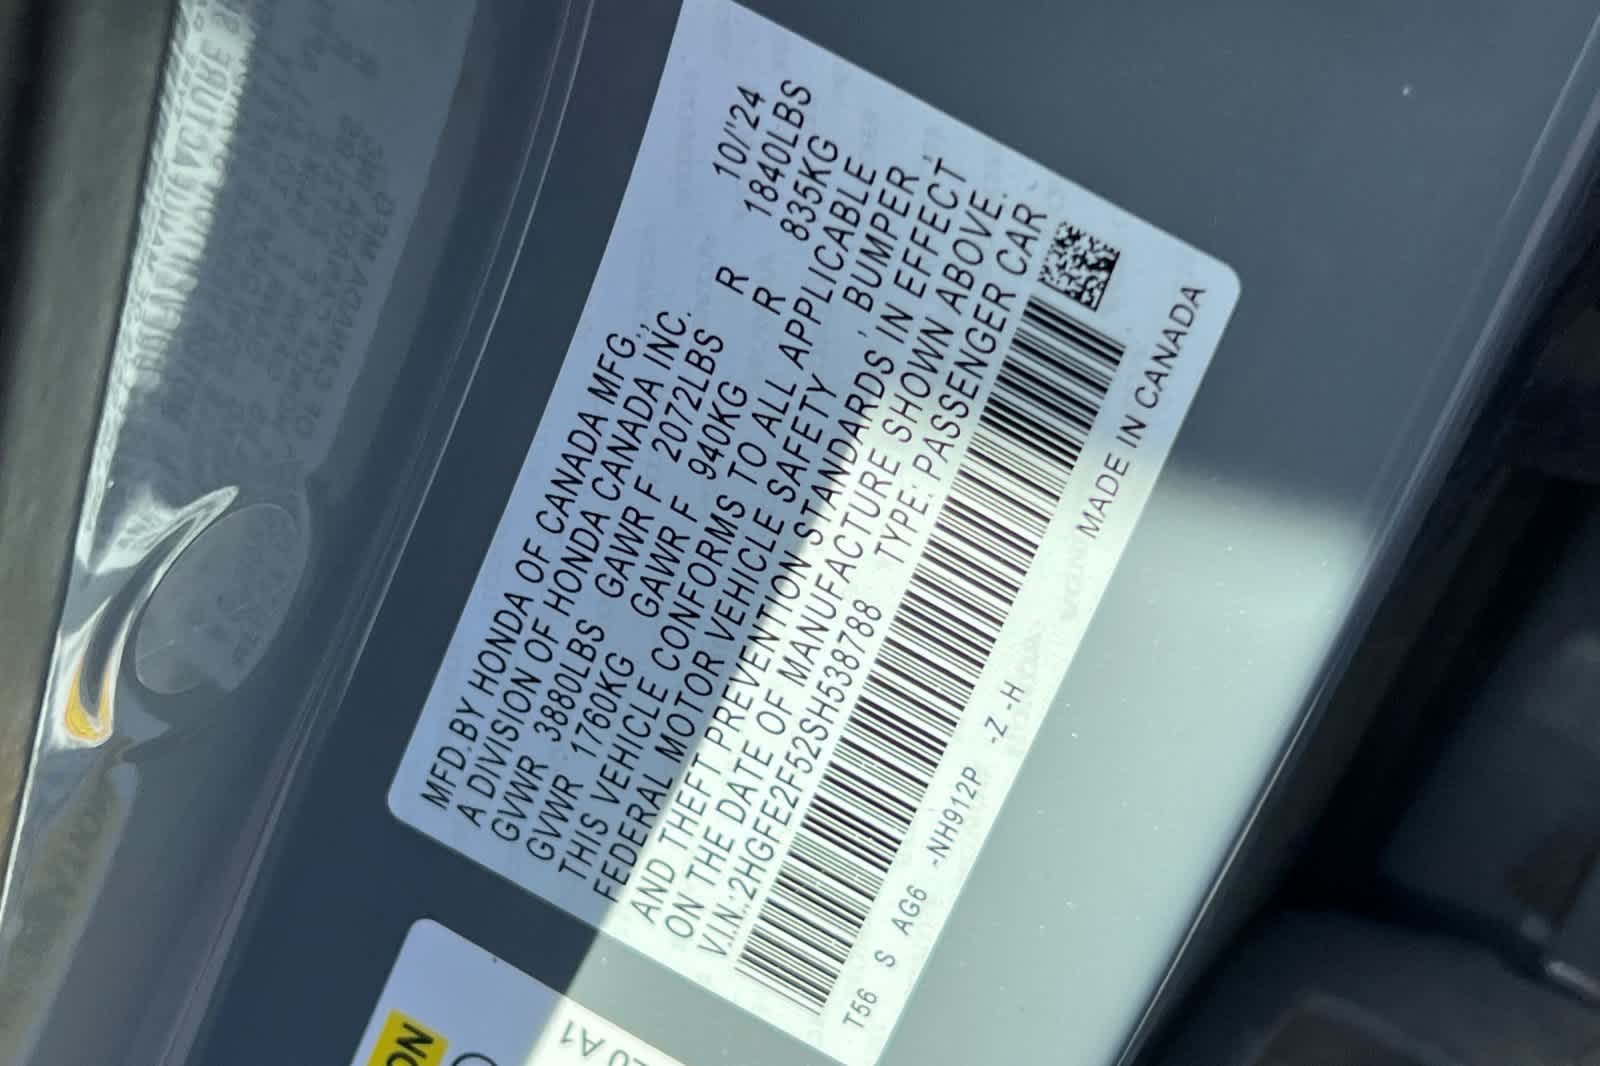 MFD.BY HONDA OF CANADA MFG., 10/'24
A DIVISION OF HONDA CANADA INC.
GVWR 3880LBS GAWR F 2072LBS R 1840LBS
GVWR 1760KG GAWR F 940KG R 835KG
THIS VEHICLE CONFORMS TO ALL APPLICABLE
FEDERAL MOTOR VEHICLE SAFETY , BUMPER ,
AND THEFT PREVENTION STANDARDS IN EFFECT
ON THE DATE OF MANUFACTURE SHOWN ABOVE.
V.I.N.:2HGFE2F52SH538788 TYPE: PASSENGER CAR
T56 S AG6 -NH912P -Z -H MADE IN CANADA